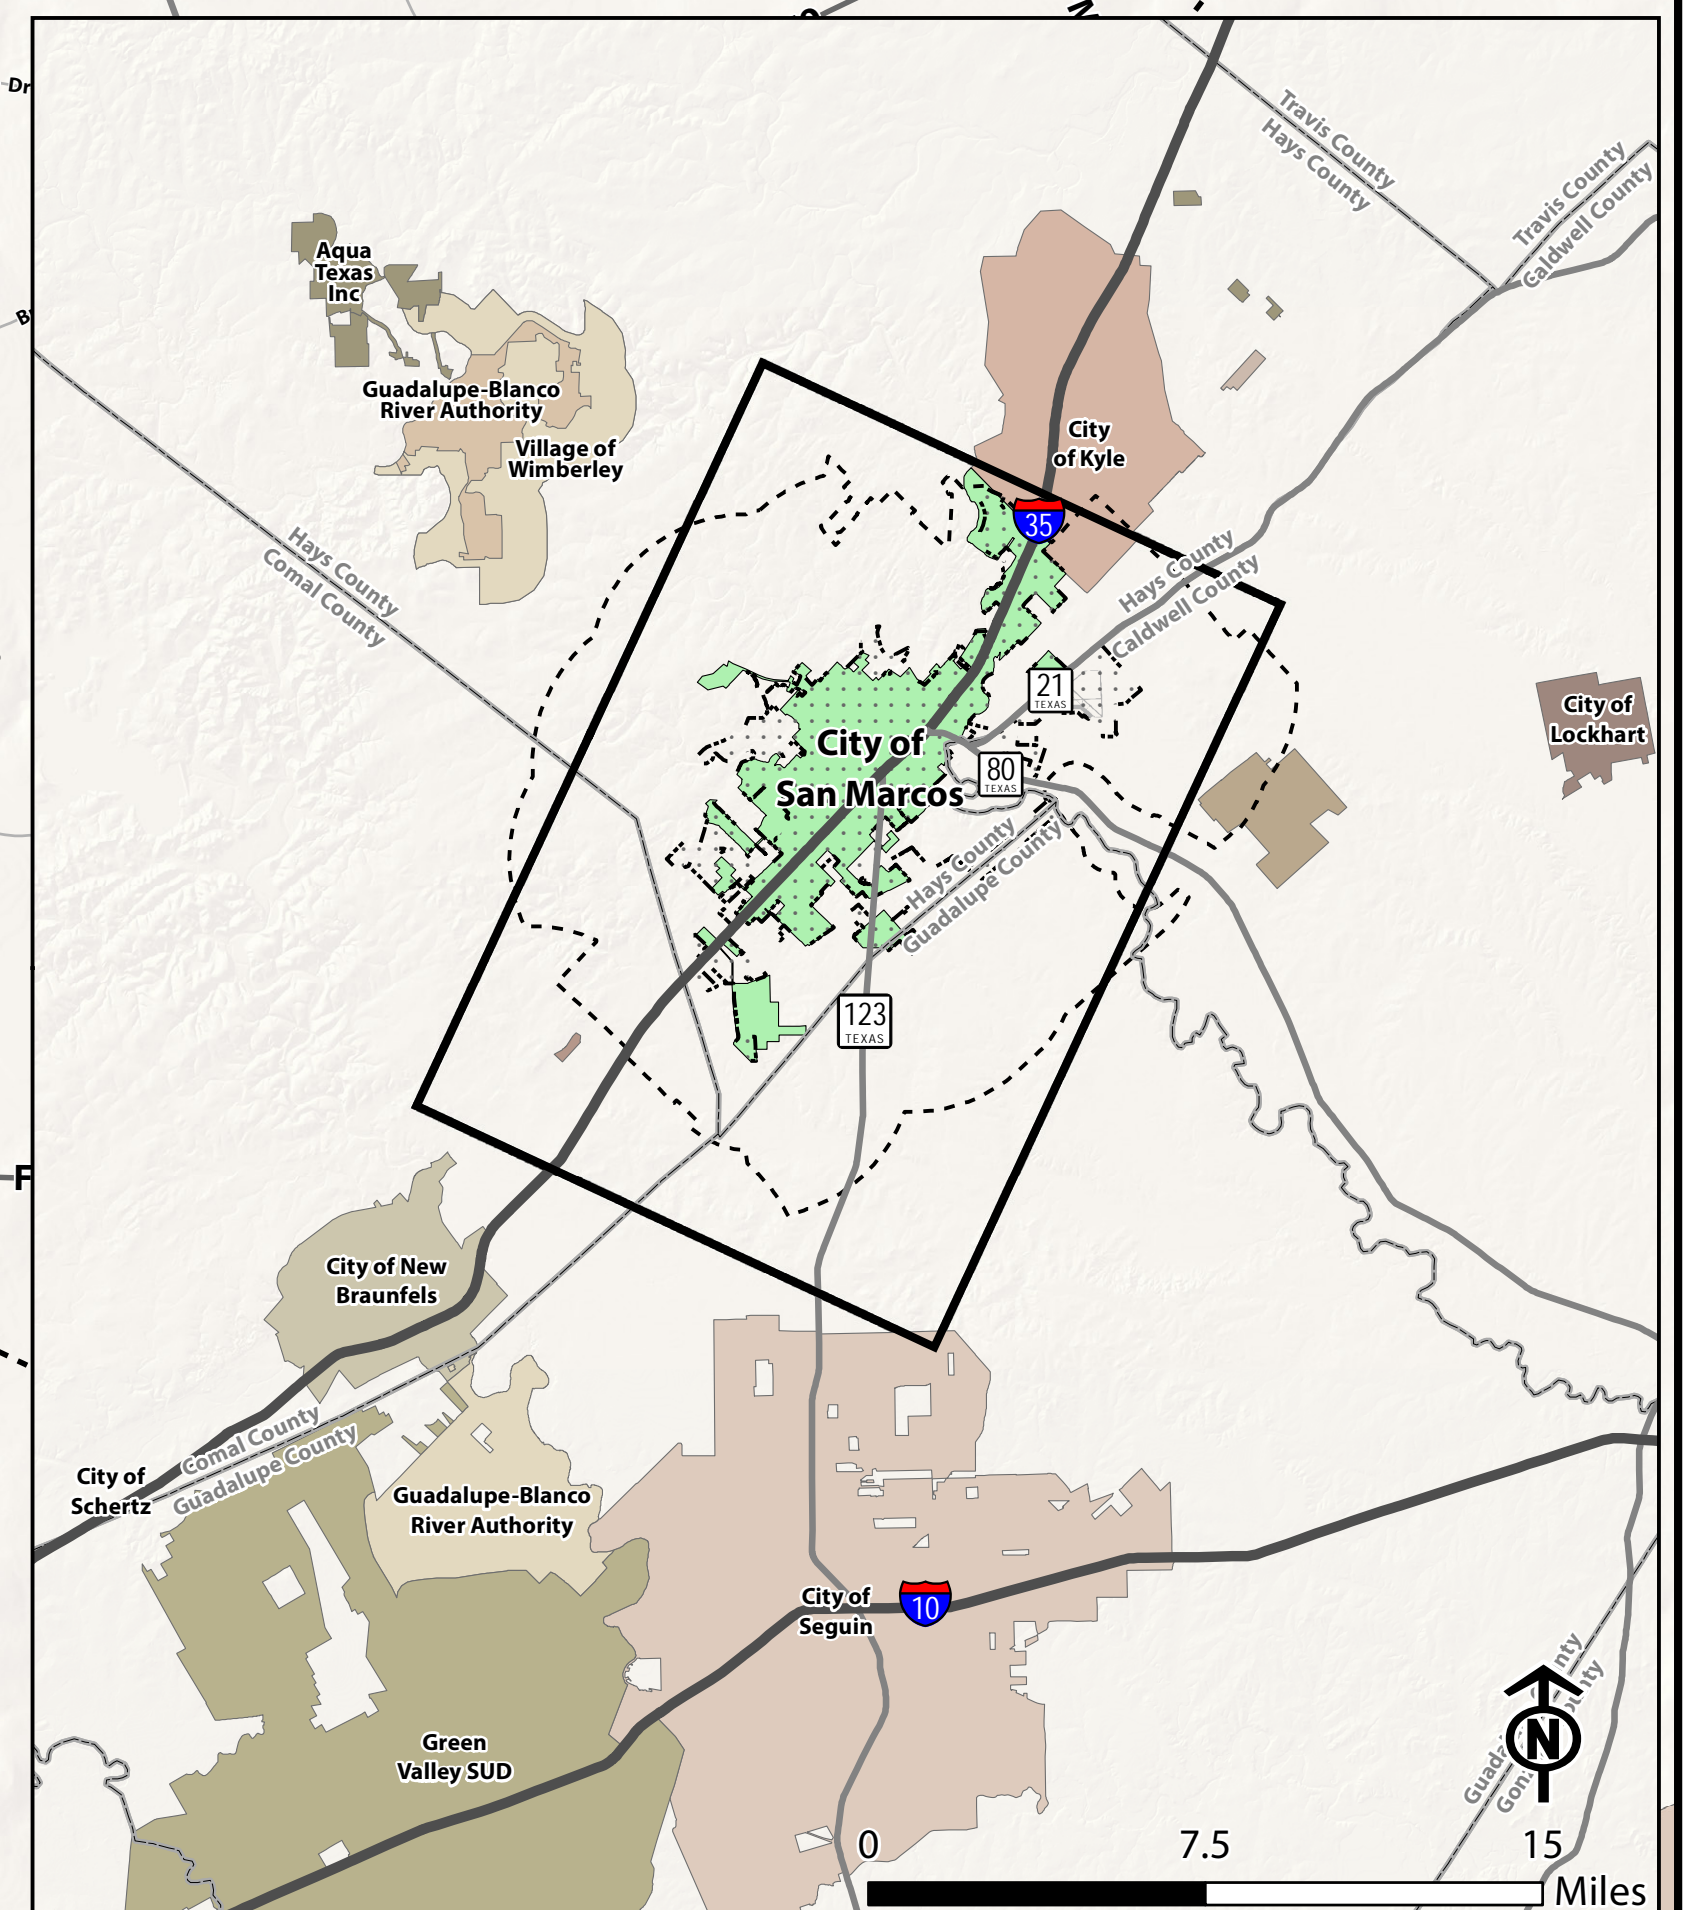 Dr
Travis County
Hays County
Travis County
Caldwell County
Aqua
Texas
Inc
Guadalupe-Blanco
River Authority
Village of
Wimberley
City
of Kyle
35
Hays County
Comal County
Hays County
Caldwell County
21
TEXAS
City of
Lockhart
City of
San Marcos
80
TEXAS
Hays County
Guadalupe County
123
TEXAS
F
City of New
Braunfels
Comal County
Guadalupe County
City of
Schertz
Guadalupe-Blanco
River Authority
City of
Seguin
10
Green
Valley SUD
N
0 7.5 15
Miles